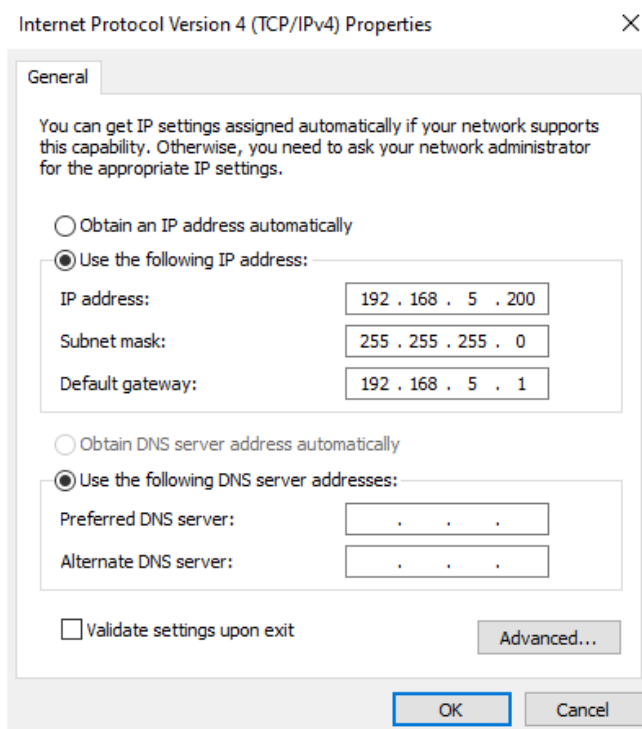 Internet Protocol Version 4 (TCP/IPv4) Properties
General
You can get IP settings assigned automatically if your network supports
this capability. Otherwise, you need to ask your network administrator
for the appropriate IP settings.
Obtain an IP address automatically
Use the following IP address:
IP address: 192 . 168 . 5 . 200
Subnet mask: 255 . 255 . 255 . 0
Default gateway: 192 . 168 . 5 . 1
Obtain DNS server address automatically
Use the following DNS server addresses:
Preferred DNS server: . . .
Alternate DNS server: . . .
Validate settings upon exit
Advanced...
OK Cancel